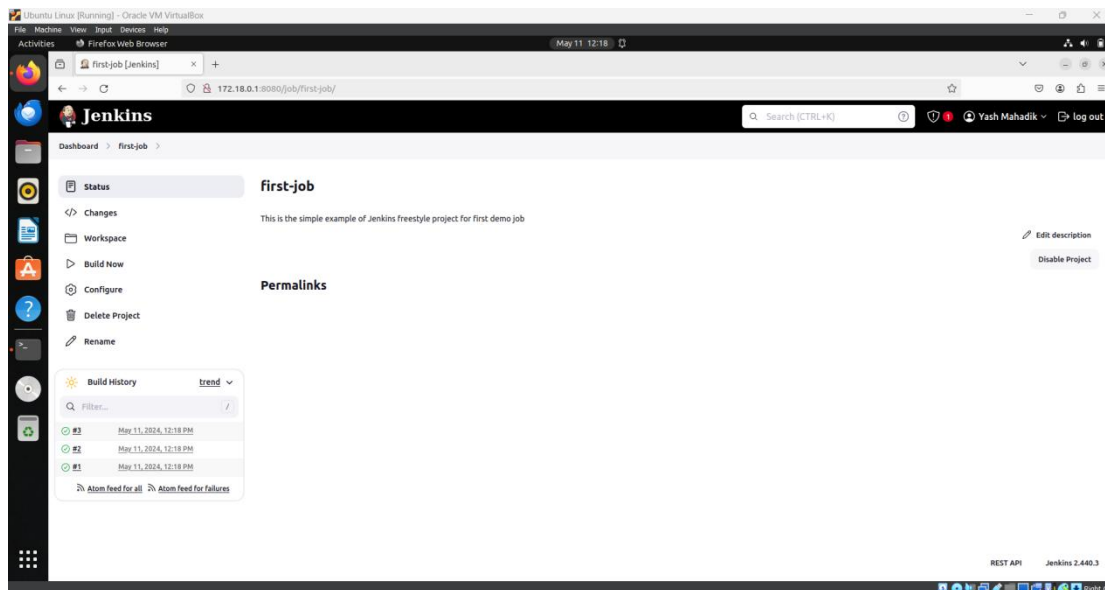 Ubuntu Linux [Running] - Oracle VM VirtualBox
File Machine View Input Devices Help
Activities Firefox Web Browser May 11 12:18
first-job [Jenkins]
172.18.0.1:8080/job/first-job/
Jenkins Search (CTRL+K) 1 Yash Mahadik log out
Dashboard > first-job >
Status
Changes
Workspace
Build Now
Configure
Delete Project
Rename
first-job
This is the simple example of Jenkins freestyle project for first demo job
Edit description
Disable Project
Permalinks
Build History trend
Filter... /
#3 May 11, 2024, 12:18 PM
#2 May 11, 2024, 12:18 PM
#1 May 11, 2024, 12:18 PM
Atom feed for all Atom feed for failures
REST API Jenkins 2.440.3
Right